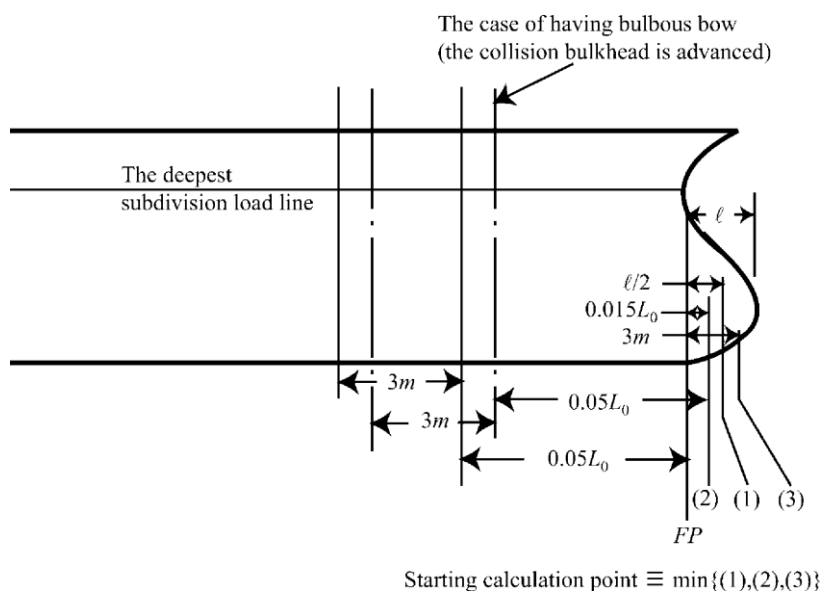 The case of having bulbous bow
(the collision bulkhead is advanced)
The deepest
subdivision load line
ℓ
ℓ/2
0.015L₀
3m
3m
0.05L₀
3m
0.05L₀
(2) (1) (3)
FP
Starting calculation point ≡ min{(1),(2),(3)}